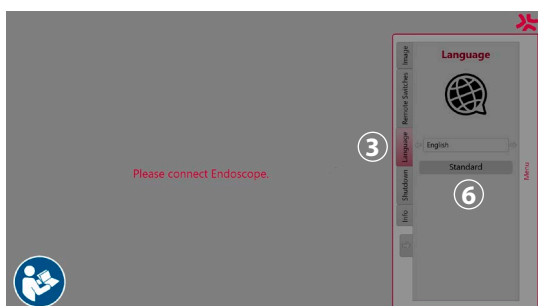 Image
Remote Switches
Language
Shutdown
Info
Language
English
Standard
Menu
3
6
Please connect Endoscope.